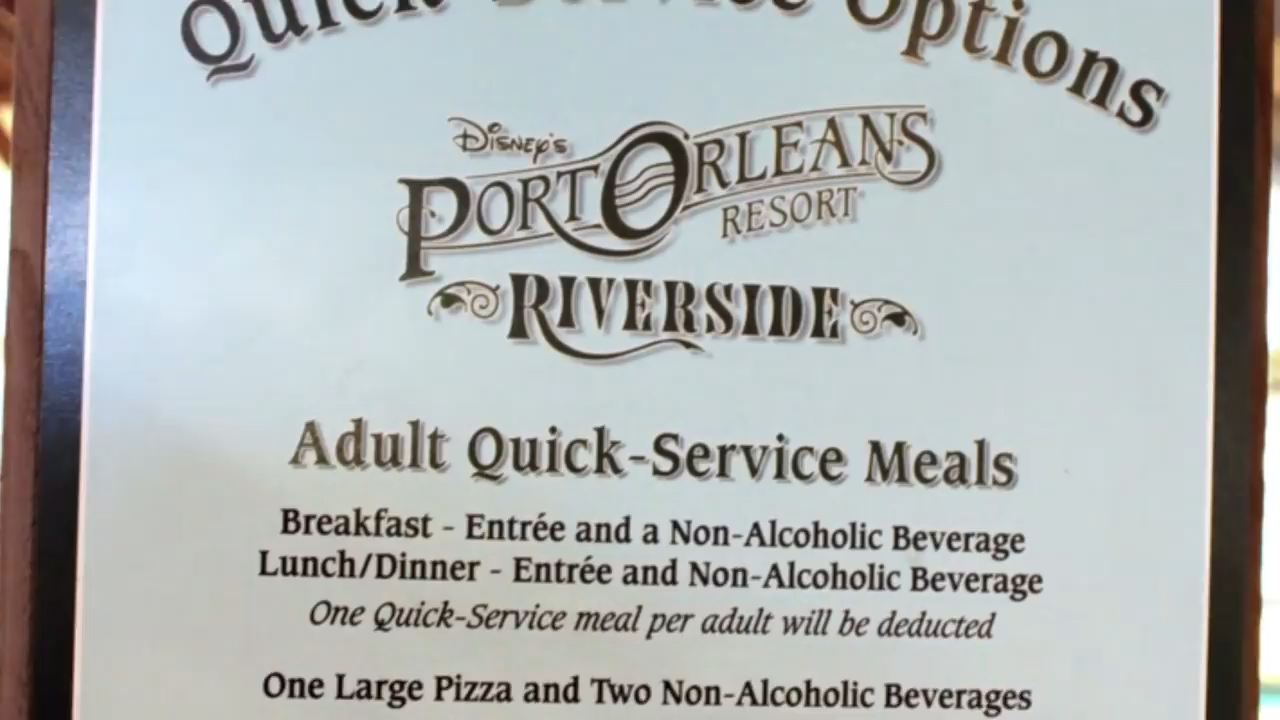 Quick Service Options
Disney's
PORT ORLEANS
RESORT
RIVERSIDE
Adult Quick-Service Meals
Breakfast - Entrée and a Non-Alcoholic Beverage
Lunch/Dinner - Entrée and Non-Alcoholic Beverage
One Quick-Service meal per adult will be deducted
One Large Pizza and Two Non-Alcoholic Beverages